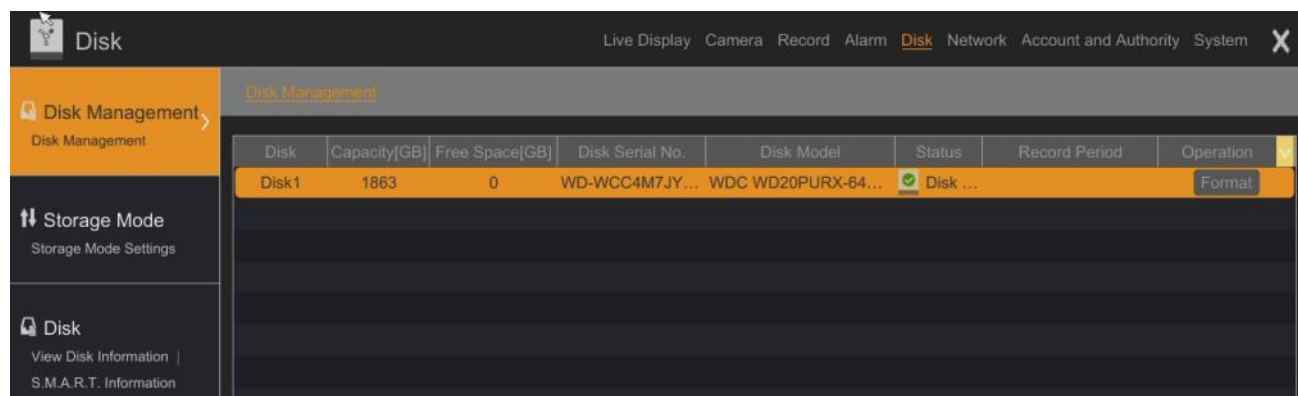 Disk
Live Display Camera Record Alarm Disk Network Account and Authority System X
Disk Management
Disk Management
Disk Management
Disk Capacity[GB] Free Space[GB] Disk Serial No. Disk Model Status Record Period Operation
Disk1 1863 0 WD-WCC4M7JY... WDC WD20PURX-64... Disk ... Format
Storage Mode
Storage Mode Settings
Disk
View Disk Information |
S.M.A.R.T. Information